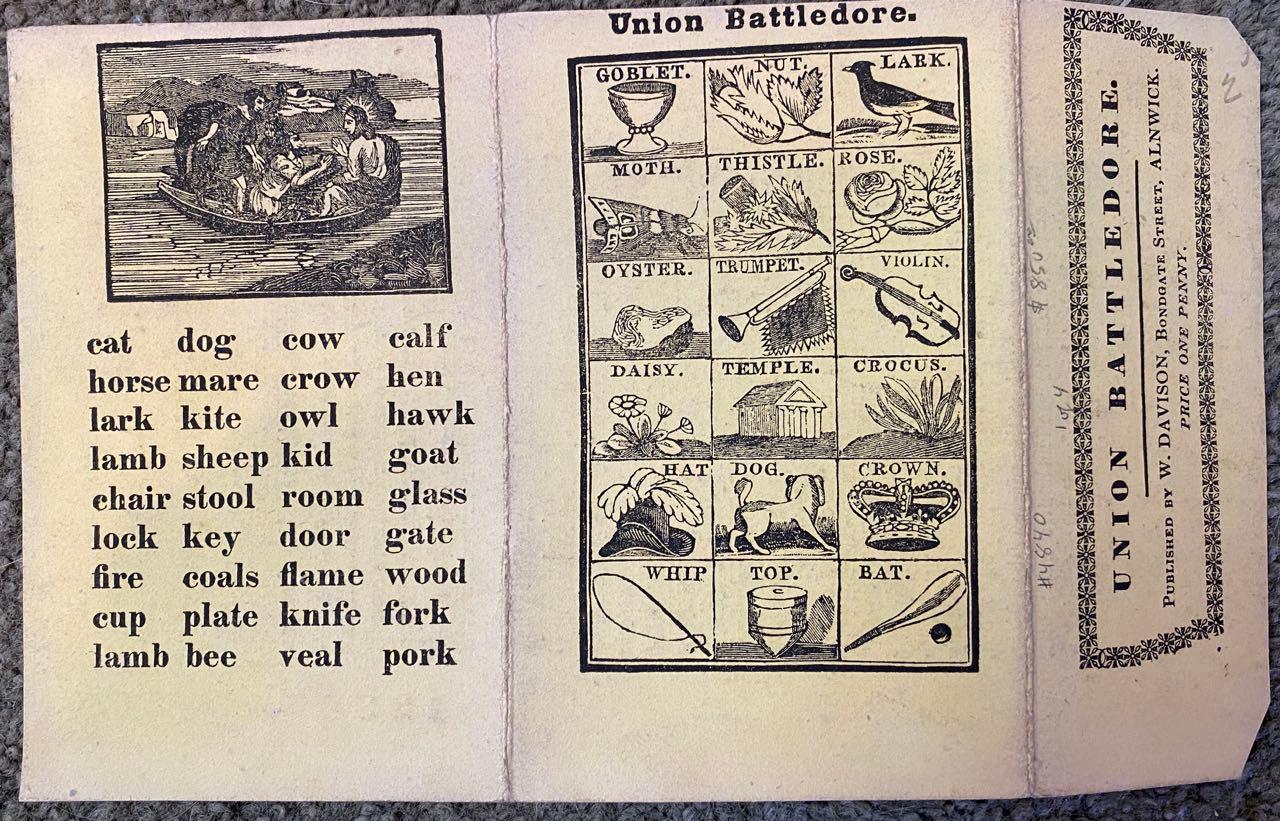 cat dog cow calf
horse mare crow hen
lark kite owl hawk
lamb sheep kid goat
chair stool room glass
lock key door gate
fire coals flame wood
cup plate knife fork
lamb bee veal pork
Union Battledore.
GOBLET. NUT. LARK.
MOTH. THISTLE. ROSE.
OYSTER. TRUMPET. VIOLIN.
DAISY. TEMPLE. CROCUS.
HAT DOG. CROWN.
WHIP TOP. BAT.
UNION BATTLEDORE.
PUBLISHED BY W. DAVISON, BONDGATE STREET, ALNWICK.
PRICE ONE PENNY.
#4840